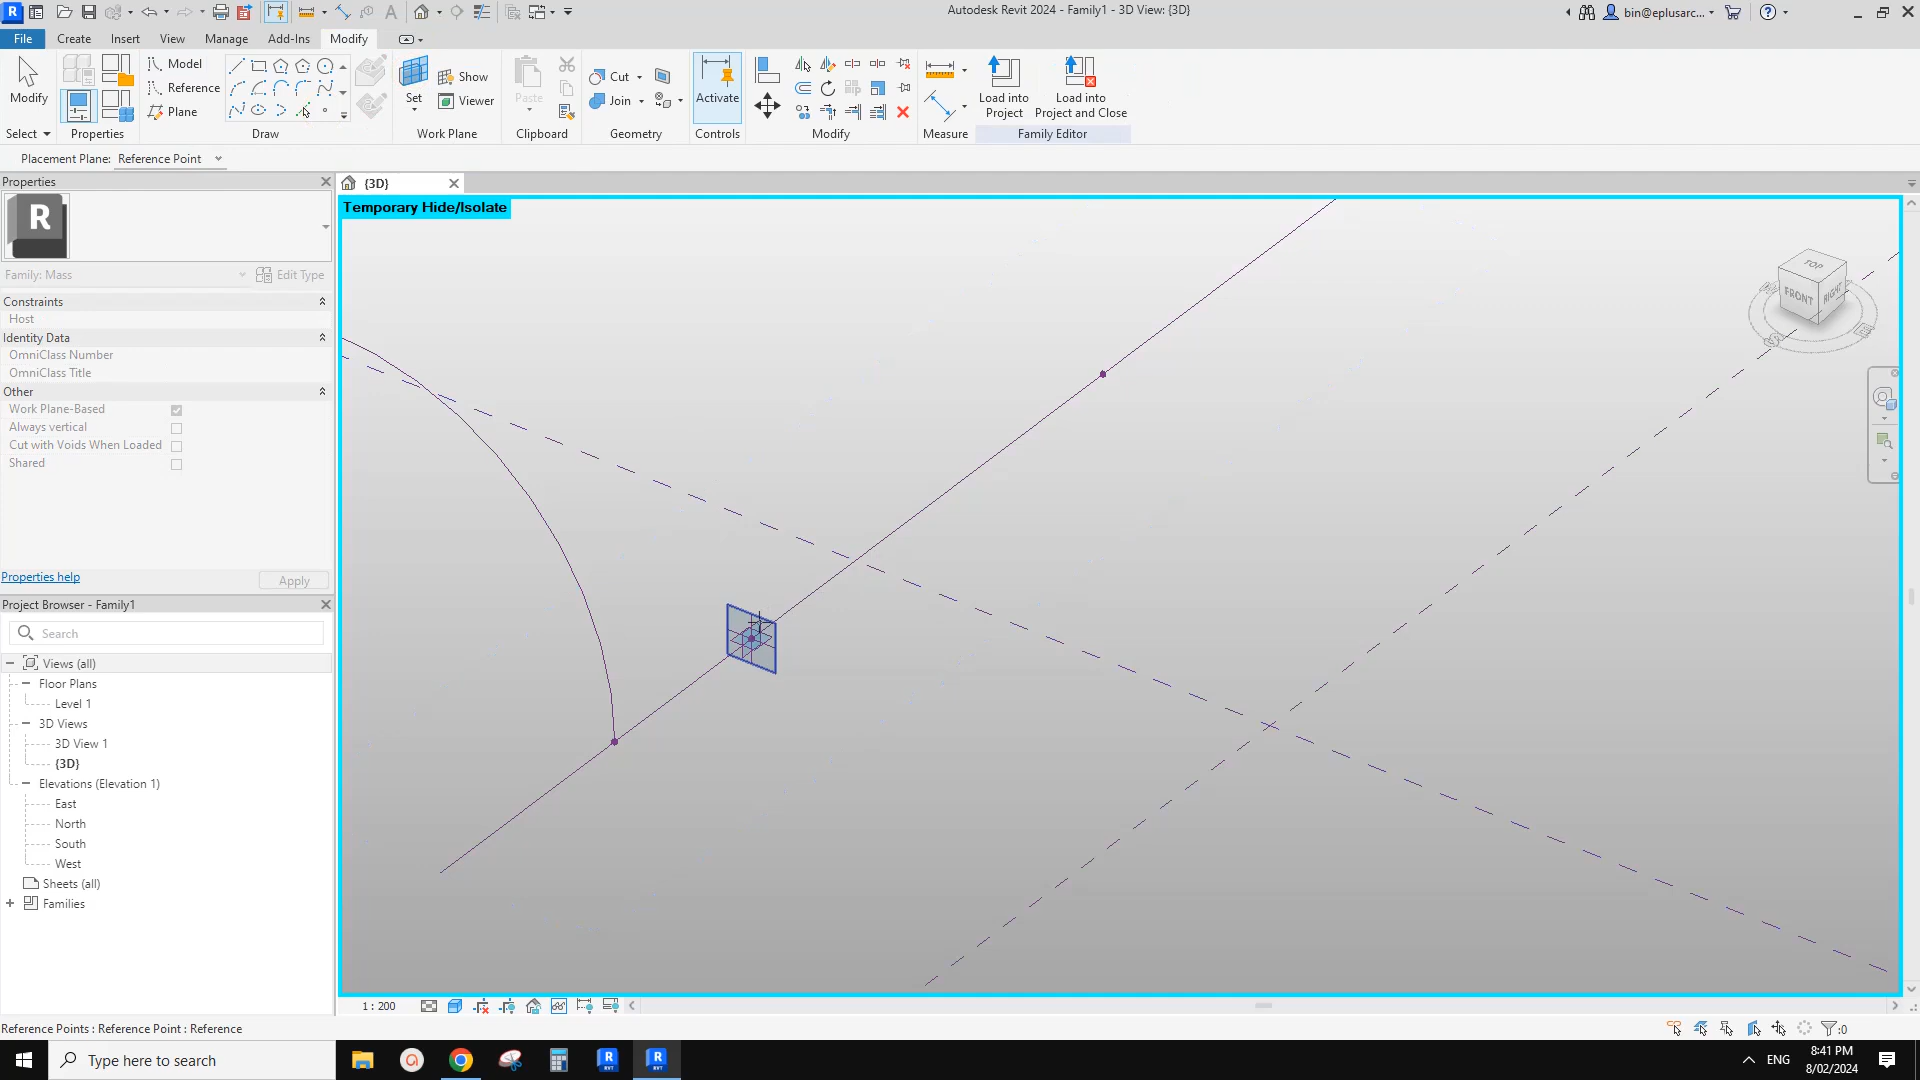 Autodesk Revit 2024 - Family1 - 3D View: {3D}
bin@eplusarc...
File
Create
Insert
View
Manage
Add-Ins
Modify
Modify
Select
Properties
Model
Reference
Plane
Draw
Set
Show
Viewer
Work Plane
Paste
Clipboard
Cut
Join
Geometry
Activate
Controls
Modify
Measure
Load into
Project
Load into
Project and Close
Family Editor
Placement Plane: Reference Point
Properties
R
Family: Mass
Edit Type
Constraints
Host
Identity Data
OmniClass Number
OmniClass Title
Other
Work Plane-Based
Always vertical
Cut with Voids When Loaded
Shared
Properties help
Apply
Project Browser - Family1
Search
Views (all)
Floor Plans
Level 1
3D Views
3D View 1
{3D}
Elevations (Elevation 1)
East
North
South
West
Sheets (all)
Families
{3D}
Temporary Hide/Isolate
TOP
FRONT
RIGHT
S
E
1 : 200
Reference Points : Reference Point : Reference
:0
Type here to search
ENG
8:41 PM
8/02/2024